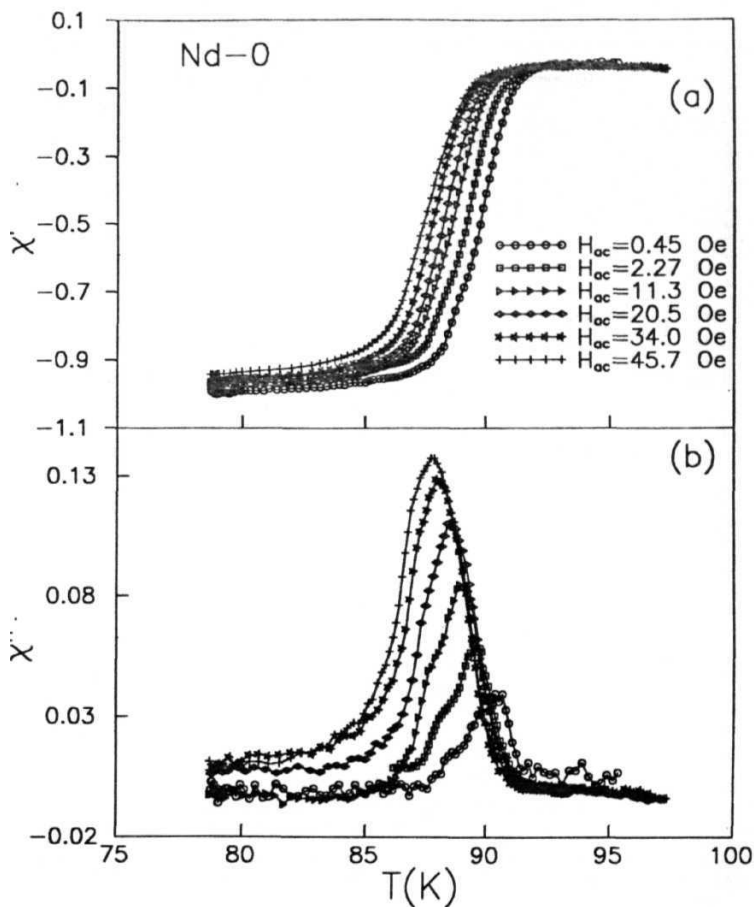 0.1
Nd-0
-0.1
(a)
-0.3
χ'
-0.5
H_ac=0.45 Oe
H_ac=2.27 Oe
-0.7
H_ac=11.3 Oe
H_ac=20.5 Oe
-0.9
H_ac=34.0 Oe
H_ac=45.7 Oe
-1.1
(b)
0.13
0.08
χ''
0.03
-0.02
75 80 85 90 95 100
T(K)